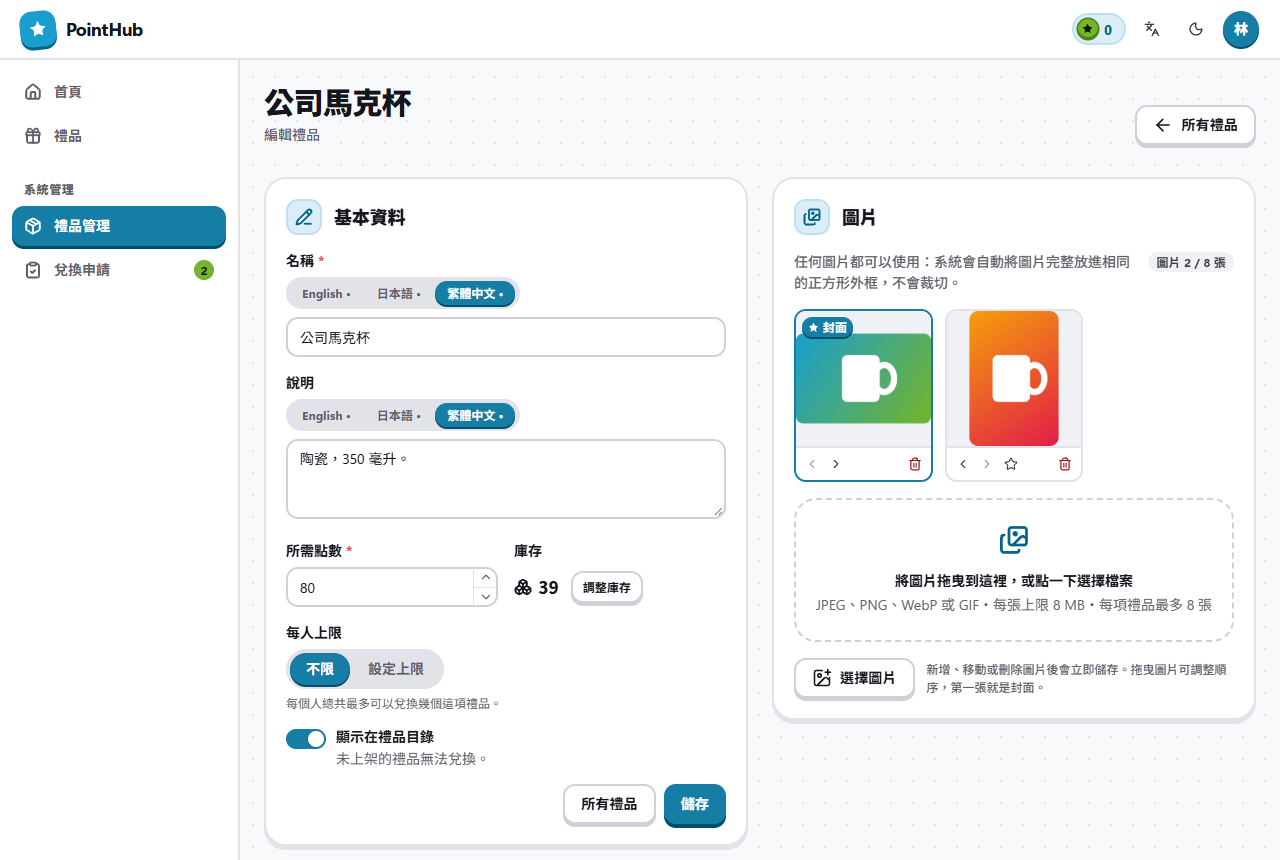 PointHub
0
林
首頁
禮品
系統管理
禮品管理
兌換申請
2
公司馬克杯
編輯禮品
所有禮品
基本資料
名稱 *
English •
日本語 •
繁體中文 •
公司馬克杯
說明
English •
日本語 •
繁體中文 •
陶瓷，350 毫升。
所需點數 *
80
庫存
39
調整庫存
每人上限
不限
設定上限
每個人總共最多可以兌換幾個這項禮品。
顯示在禮品目錄
未上架的禮品無法兌換。
所有禮品
儲存
圖片
任何圖片都可以使用：系統會自動將圖片完整放進相同
的正方形外框，不會裁切。
圖片 2 / 8 張
封面
將圖片拖曳到這裡，或點一下選擇檔案
JPEG、PNG、WebP 或 GIF・每張上限 8 MB・每項禮品最多 8 張
選擇圖片
新增、移動或刪除圖片後會立即儲存。拖曳圖片可調整順
序，第一張就是封面。